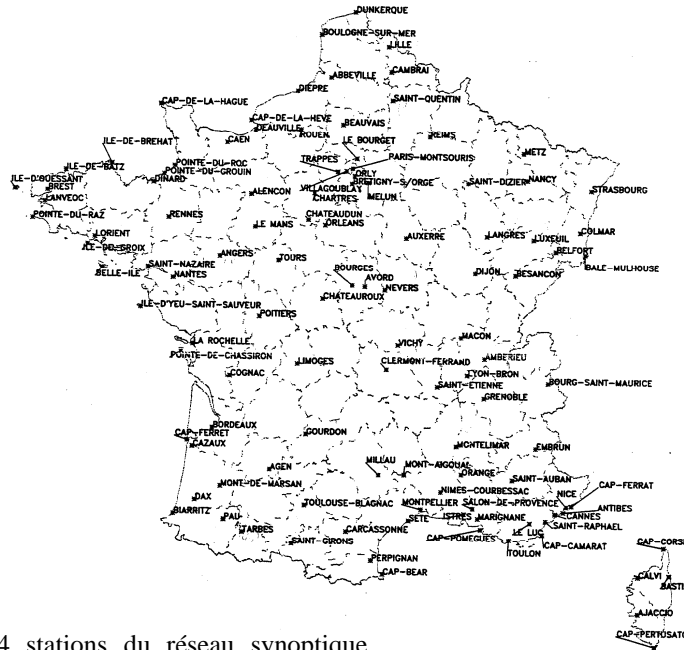 DUNKERQUE
BOULOGNE-SUR-MER
LILLE
ABBEVILLE
CAMBRAI
DIEPPE
CAP-DE-LA-HAGUE
SAINT-QUENTIN
CAP-DE-LA-HEVE
DEAUVILLE
ROUEN
BEAUVAIS
REIMS
CAEN
LE BOURGET
ILE-DE-BREHAT
METZ
TRAPPES
PARIS-MONTSOURIS
ILE-DE-BATZ
POINTE-DU-ROC
POINTE-DU-GROUIN
ORLY
ILE-D'OUESSANT
DINARD
BRETIGNY-S/ORGE
SAINT-DIZIER
NANCY
BREST
VILLACOUBLAY
STRASBOURG
LANVEOC
ALENCON
CHARTRES
MELUN
POINTE-DU-RAZ
RENNES
CHATEAUDUN
LE MANS
ORLEANS
LORIENT
AUXERRE
LANGRES
LUXEUIL
COLMAR
ILE-DE-GROIX
ANGERS
TOURS
BELFORT
SAINT-NAZAIRE
BOURGES
BALE-MULHOUSE
BELLE-ILE
NANTES
AVORD
DIJON
BESANCON
NEVERS
CHATEAUROUX
ILE-D'YEU-SAINT-SAUVEUR
POITIERS
LA ROCHELLE
VICHY
MACON
POINTE-DE-CHASSIRON
LIMOGES
CLERMONT-FERRAND
AMBERIEU
COGNAC
LYON-BRON
SAINT-ETIENNE
BOURG-SAINT-MAURICE
GRENOBLE
BORDEAUX
CAP-FERRET
GOURDON
CAZAUX
MONTELIMAR
EMBRUN
AGEN
MILLAU
MONT-AIGOUAL
ORANGE
MONT-DE-MARSAN
SAINT-AUBAN
CAP-FERRAT
NICE
DAX
NIMES-COURBESSAC
TOULOUSE-BLAGNAC
MONTPELLIER
SALON-DE-PROVENCE
ANTIBES
BIARRITZ
PAU
SETE
ISTRES
MARIGNANE
CANNES
SAINT-RAPHAEL
TARBES
CARCASSONNE
CAP-POMEGUES
LE LUC
SAINT-GIRONS
CAP-CAMARAT
CAP-CORSE
TOULON
PERPIGNAN
CAP-BEAR
CALVI
BASTI
AJACCIO
CAP-PERTUSATO
4 stations du réseau synoptique